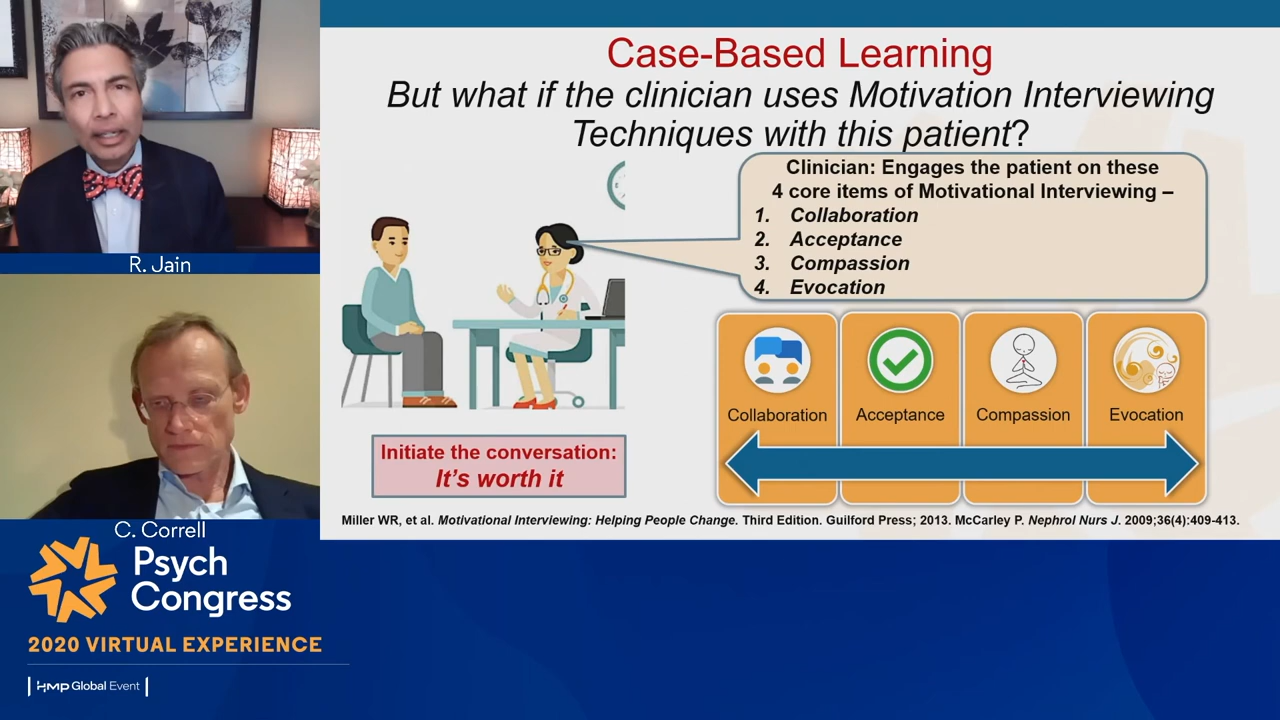 R. Jain
C. Correll
Psych
Congress
2020 VIRTUAL EXPERIENCE
HMP Global Event
Case-Based Learning
But what if the clinician uses Motivation Interviewing
Techniques with this patient?
Clinician: Engages the patient on these
4 core items of Motivational Interviewing –
1. Collaboration
2. Acceptance
3. Compassion
4. Evocation
Collaboration
Acceptance
Compassion
Evocation
Initiate the conversation:
It's worth it
Miller WR, et al. Motivational Interviewing: Helping People Change. Third Edition. Guilford Press; 2013. McCarley P. Nephrol Nurs J. 2009;36(4):409-413.